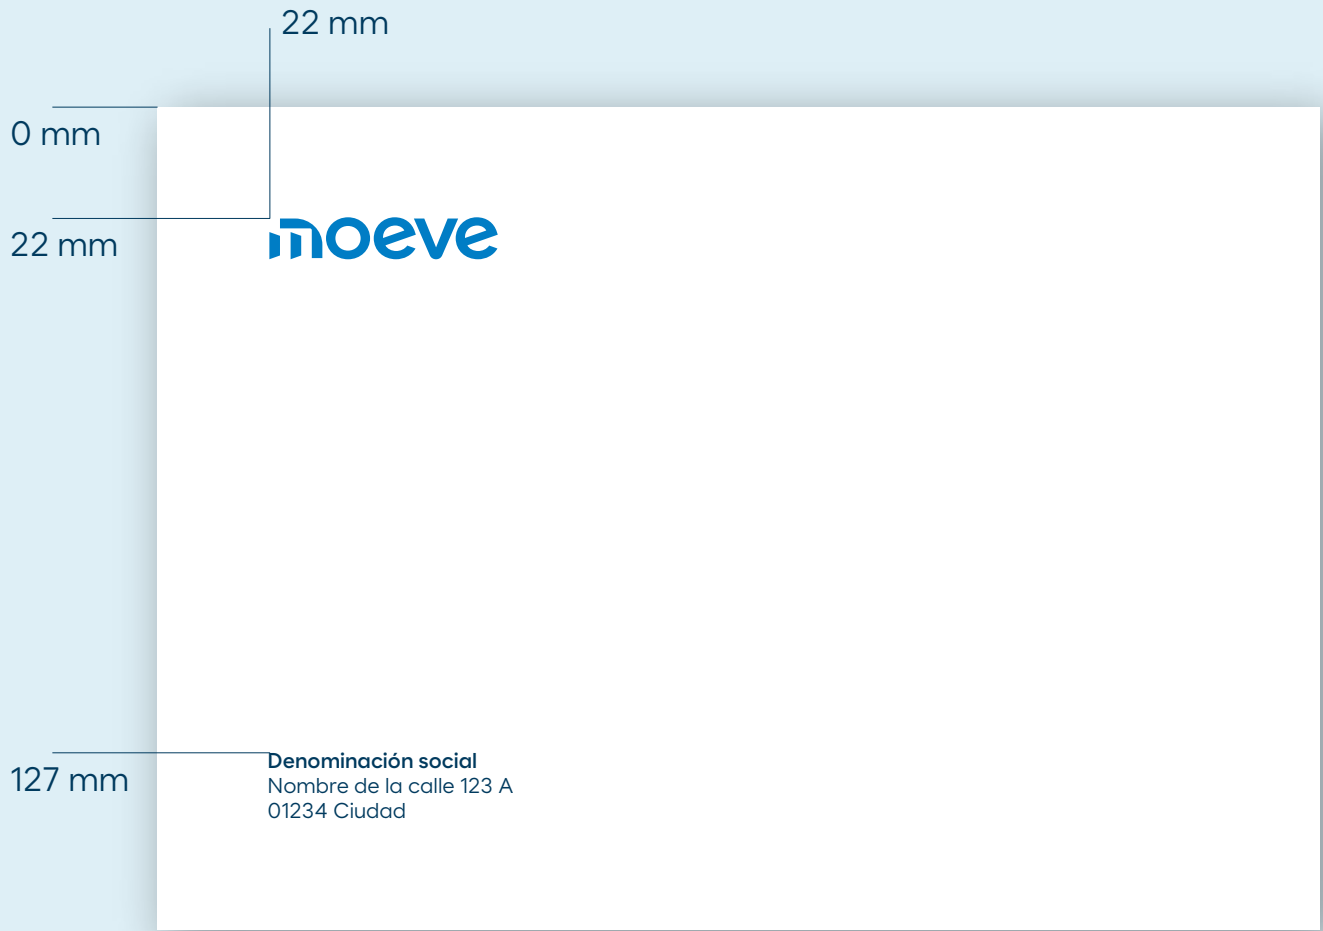 22 mm
0 mm
22 mm
moeve
127 mm
Denominación social
Nombre de la calle 123 A
01234 Ciudad